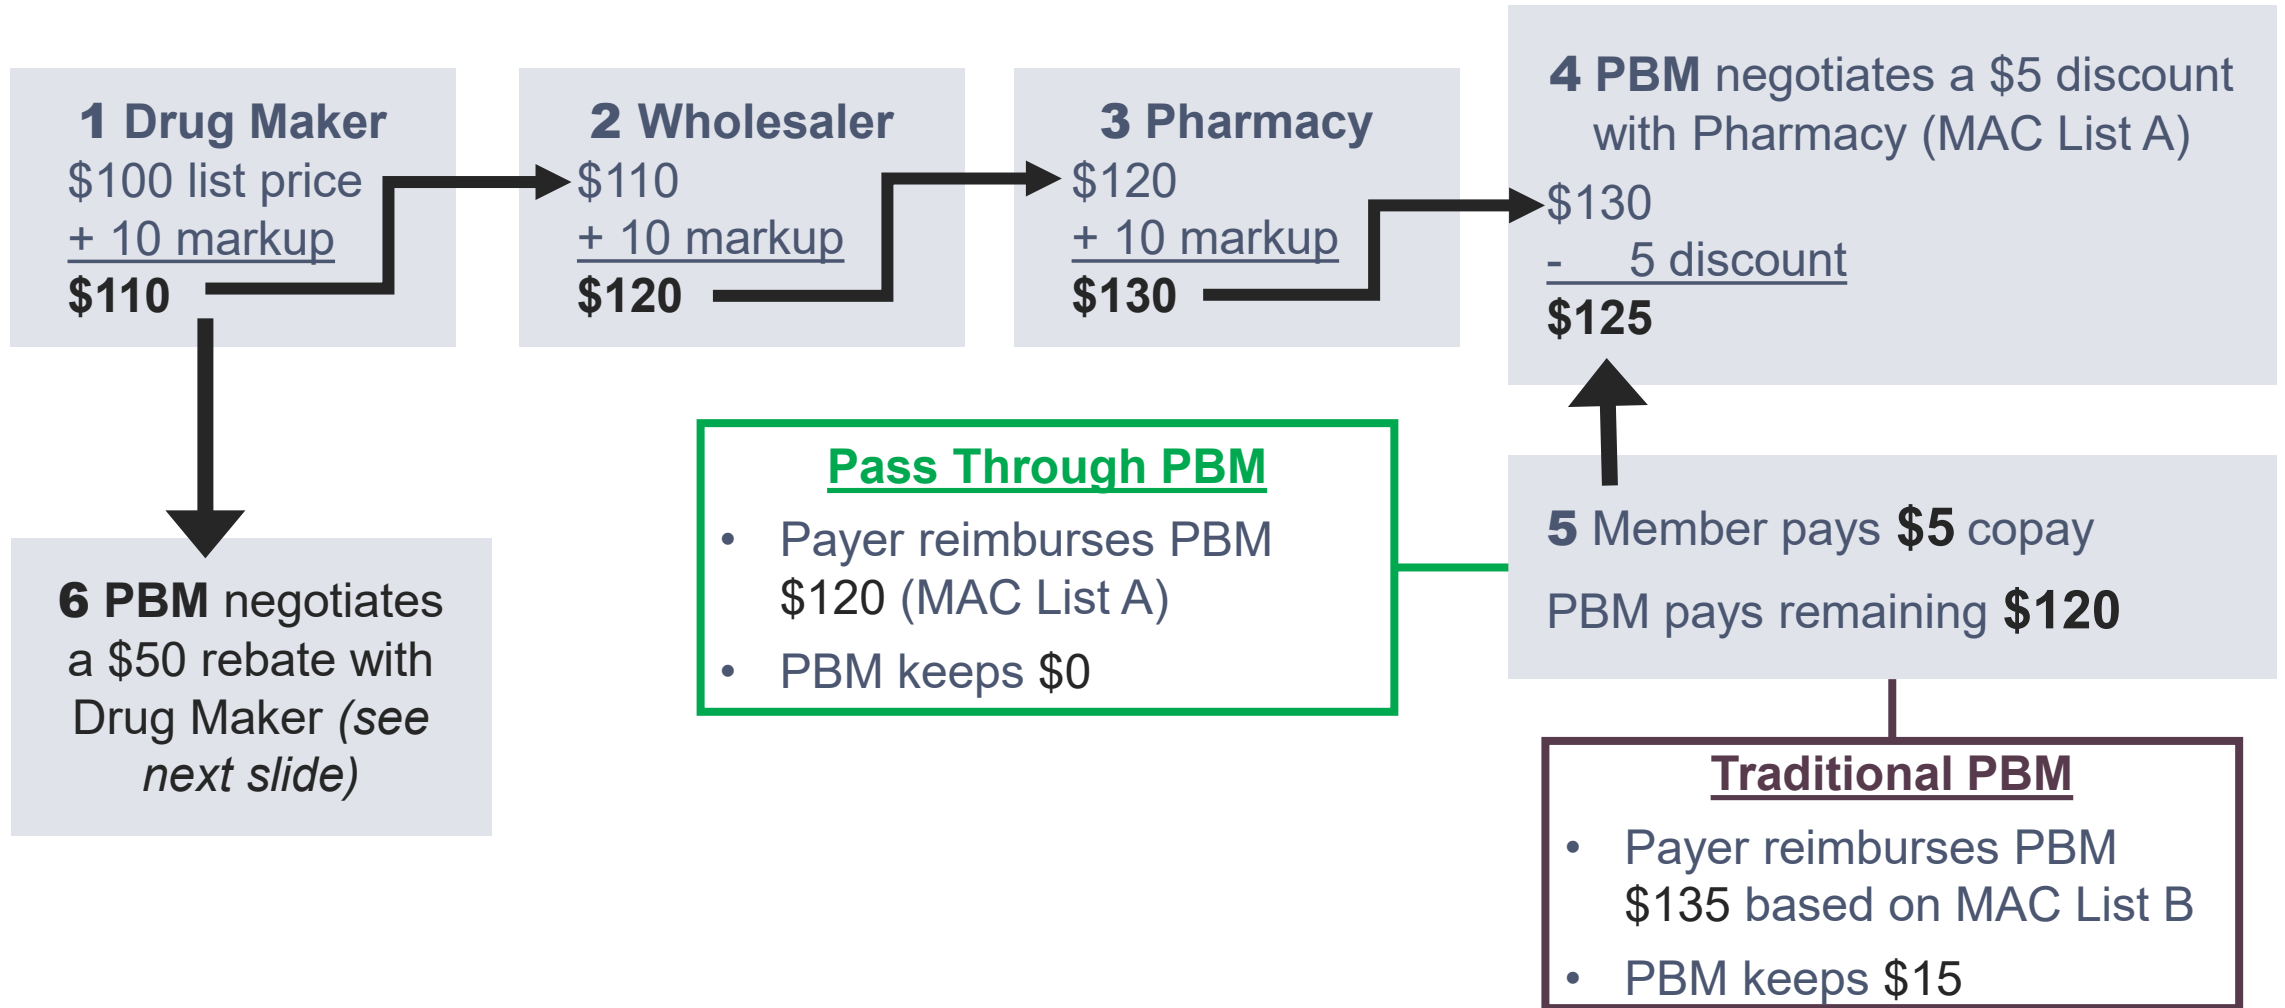 1 Drug Maker
$100 list price
+ 10 markup
$110
2 Wholesaler
$110
+ 10 markup
$120
3 Pharmacy
$120
+ 10 markup
$130
4 PBM negotiates a $5 discount
with Pharmacy (MAC List A)
$130
- 5 discount
$125
5 Member pays $5 copay
PBM pays remaining $120
Pass Through PBM
• Payer reimburses PBM
$120 (MAC List A)
• PBM keeps $0
Traditional PBM
• Payer reimburses PBM
$135 based on MAC List B
• PBM keeps $15
6 PBM negotiates
a $50 rebate with
Drug Maker (see
next slide)